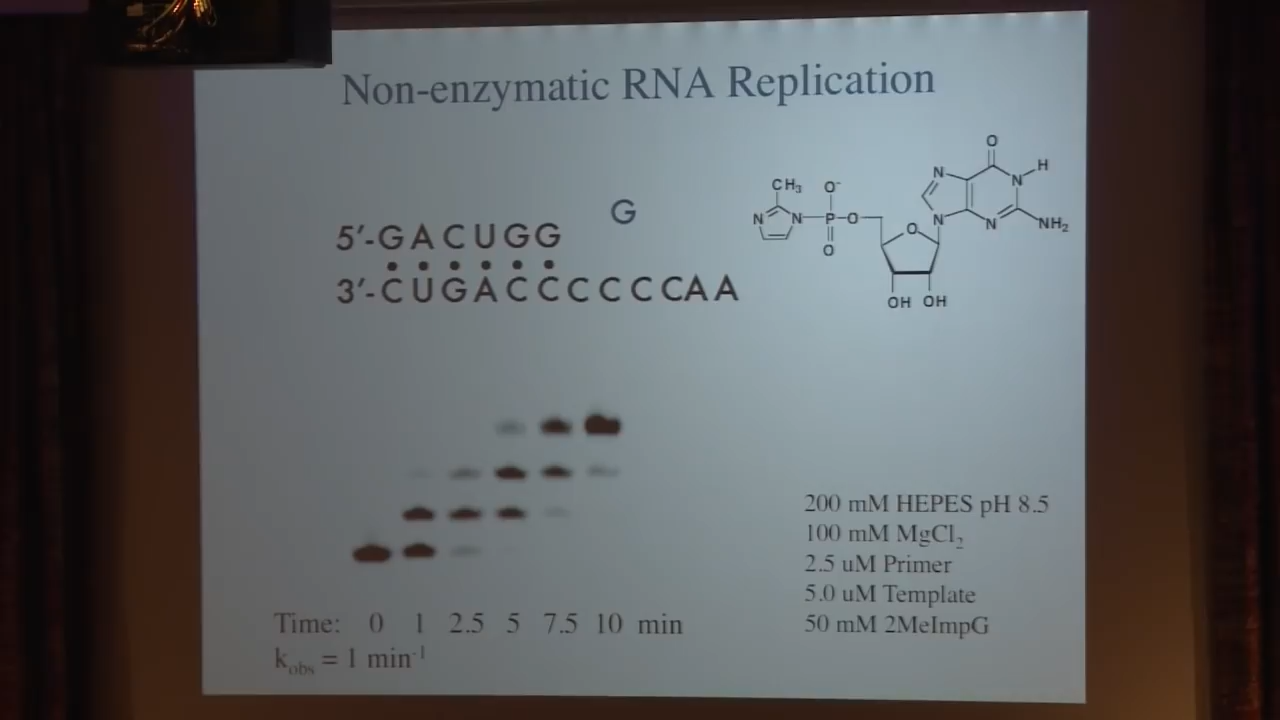 Non-enzymatic RNA Replication
G
5′-GACUGG
3′-CUGACCCCCCAA
O
N
N
H
N
N
NH₂
CH₃
N
N
O⁻
P
O
O
O
OH OH
200 mM HEPES pH 8.5
100 mM MgCl₂
2.5 uM Primer
5.0 uM Template
50 mM 2MeImpG
Time: 0 1 2.5 5 7.5 10 min
k_obs = 1 min⁻¹